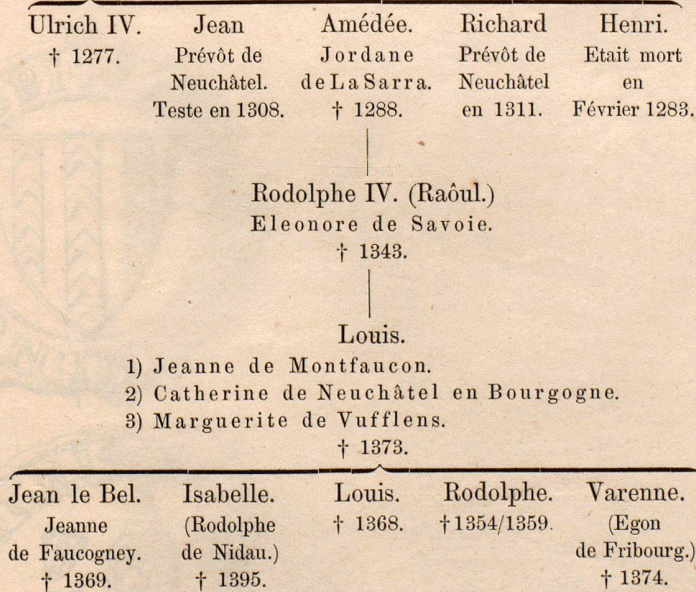 Ulrich IV. Jean Amédée. Richard Henri.
† 1277. Prévôt de Jordane Prévôt de Etait mort
Neuchâtel. de La Sarra. Neuchâtel en
Teste en 1308. † 1288. en 1311. Février 1283.
Rodolphe IV. (Raôul.)
Eleonore de Savoie.
† 1343.
Louis.
1) Jeanne de Montfaucon.
2) Catherine de Neuchâtel en Bourgogne.
3) Marguerite de Vufflens.
† 1373.
Jean le Bel. Isabelle. Louis. Rodolphe. Varenne.
Jeanne (Rodolphe † 1368. † 1354/1359. (Egon
de Faucogney. de Nidau.) de Fribourg.)
† 1369. † 1395. † 1374.